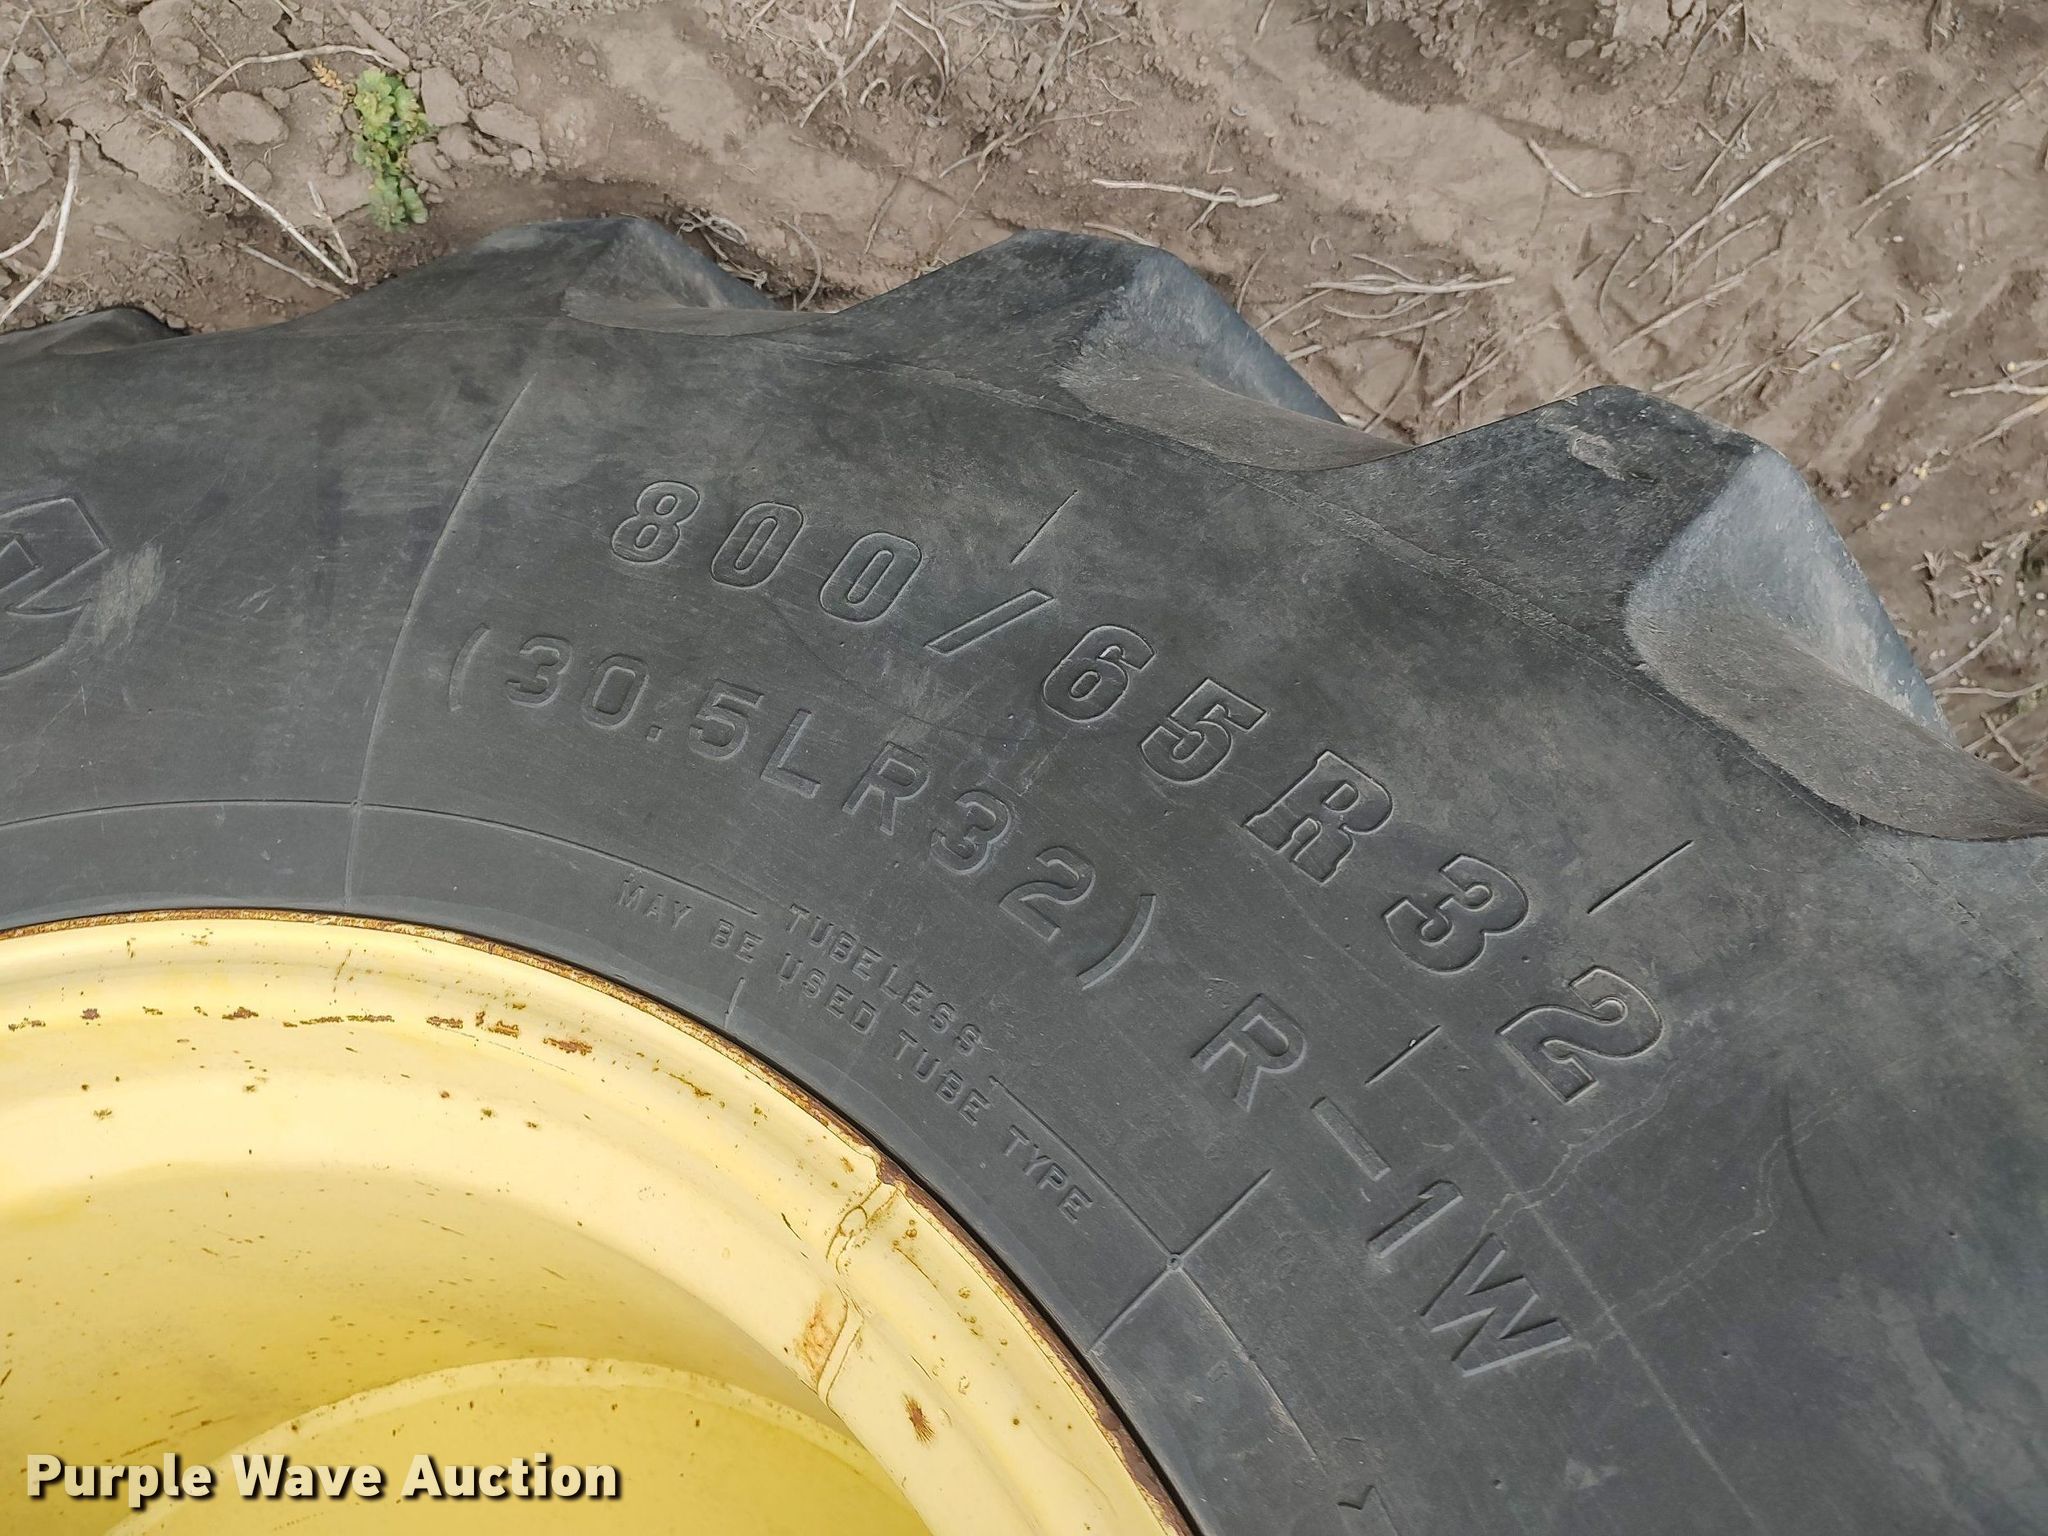 800/65R32
(30.5LR32) R-1W
TUBELESS
MAY BE USED TUBE TYPE
Purple Wave Auction